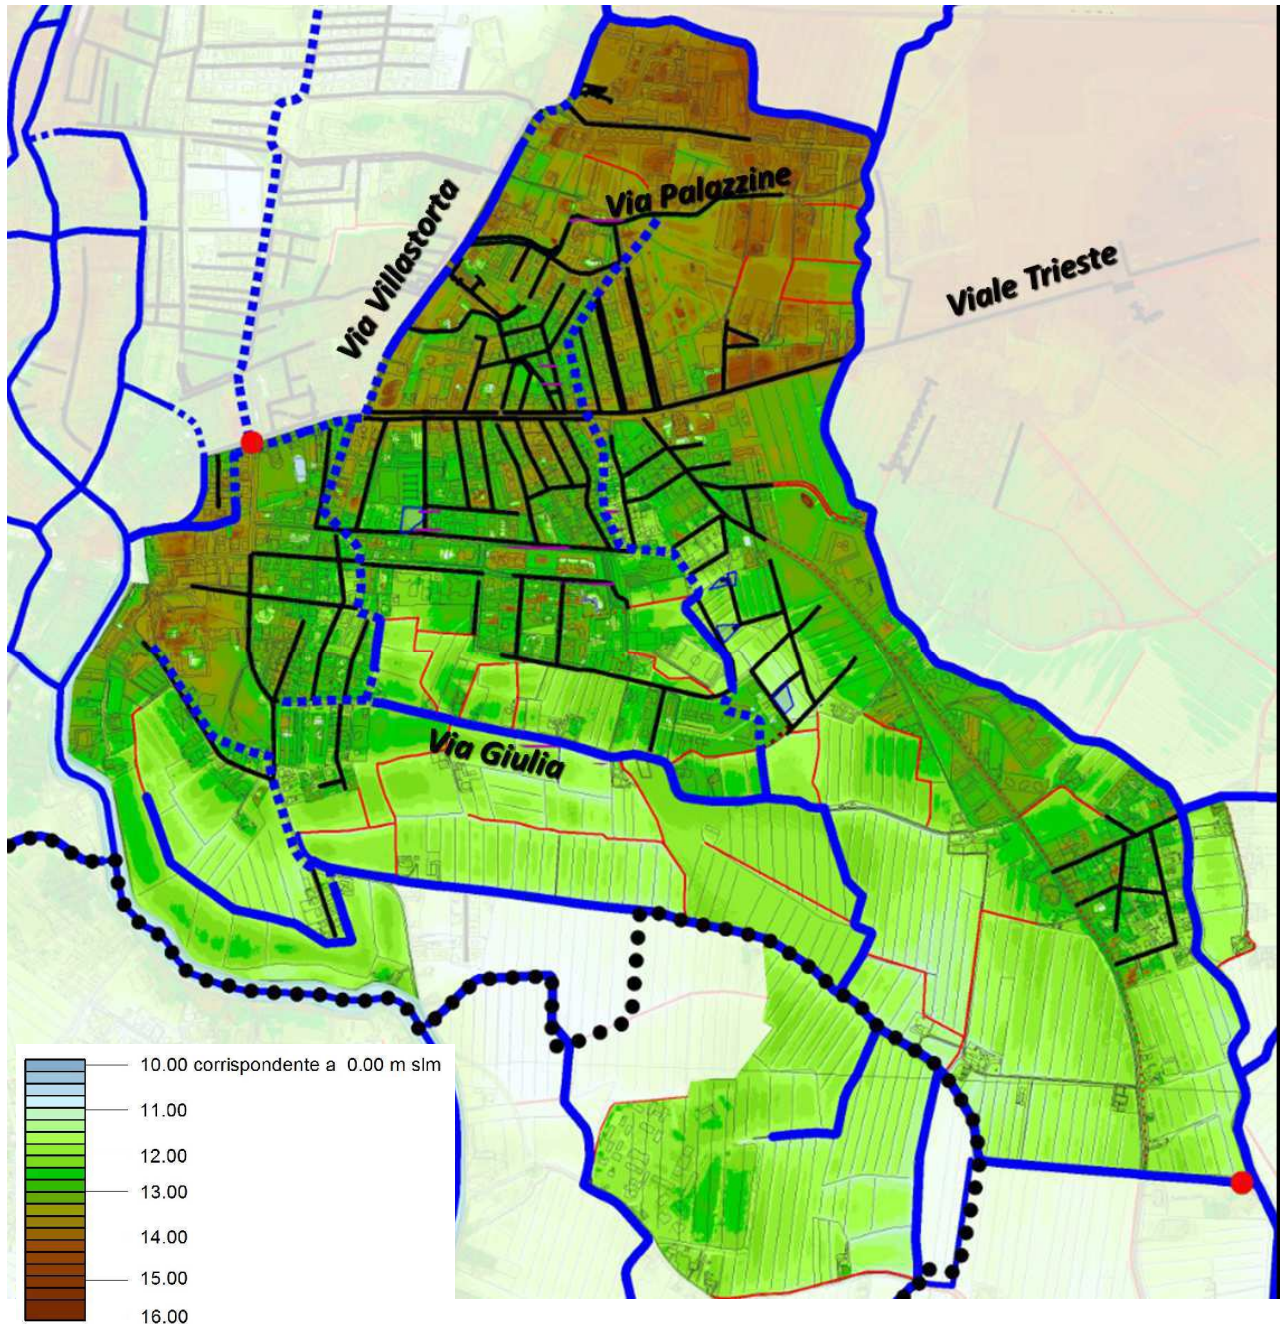 Via Palazzine
Via Villastorta
Viale Trieste
Via Giulia
10.00 corrispondente a 0.00 m slm
11.00
12.00
13.00
14.00
15.00
16.00